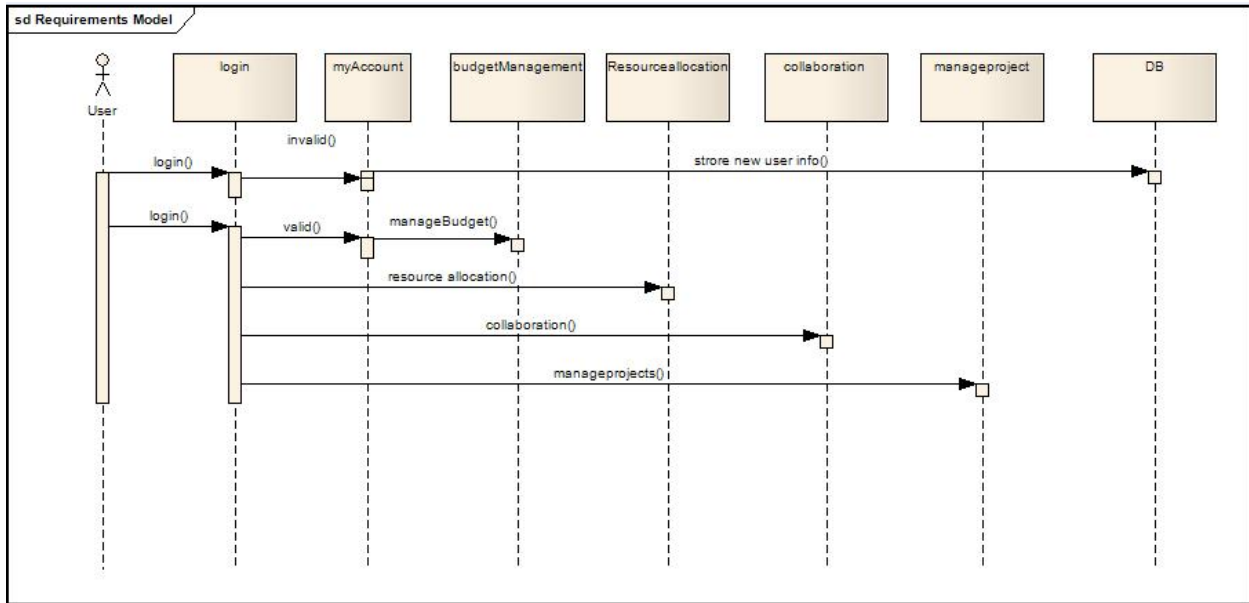 sd Requirements Model
User
login
myAccount
budgetManagement
Resourceallocation
collaboration
manageproject
DB
invalid()
login()
strore new user info()
login()
valid()
manageBudget()
resource allocation()
collaboration()
manageprojects()